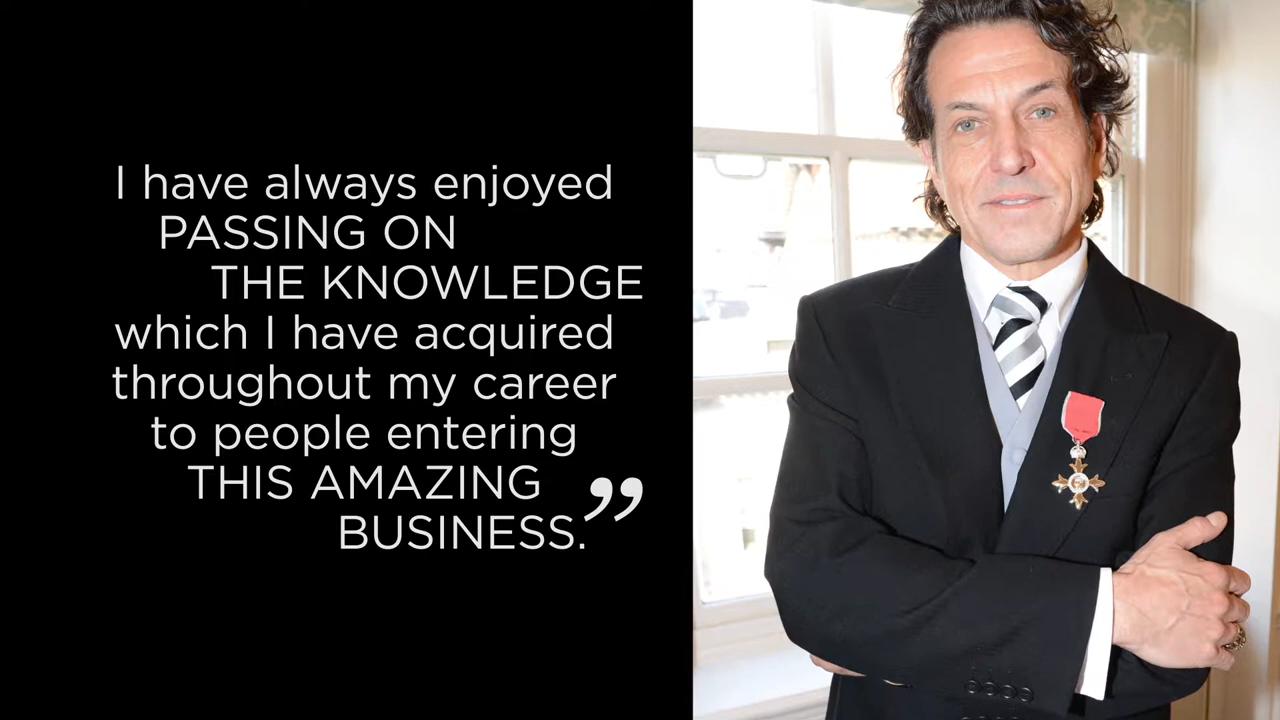 I have always enjoyed
PASSING ON
THE KNOWLEDGE
which I have acquired
throughout my career
to people entering
THIS AMAZING
BUSINESS.”